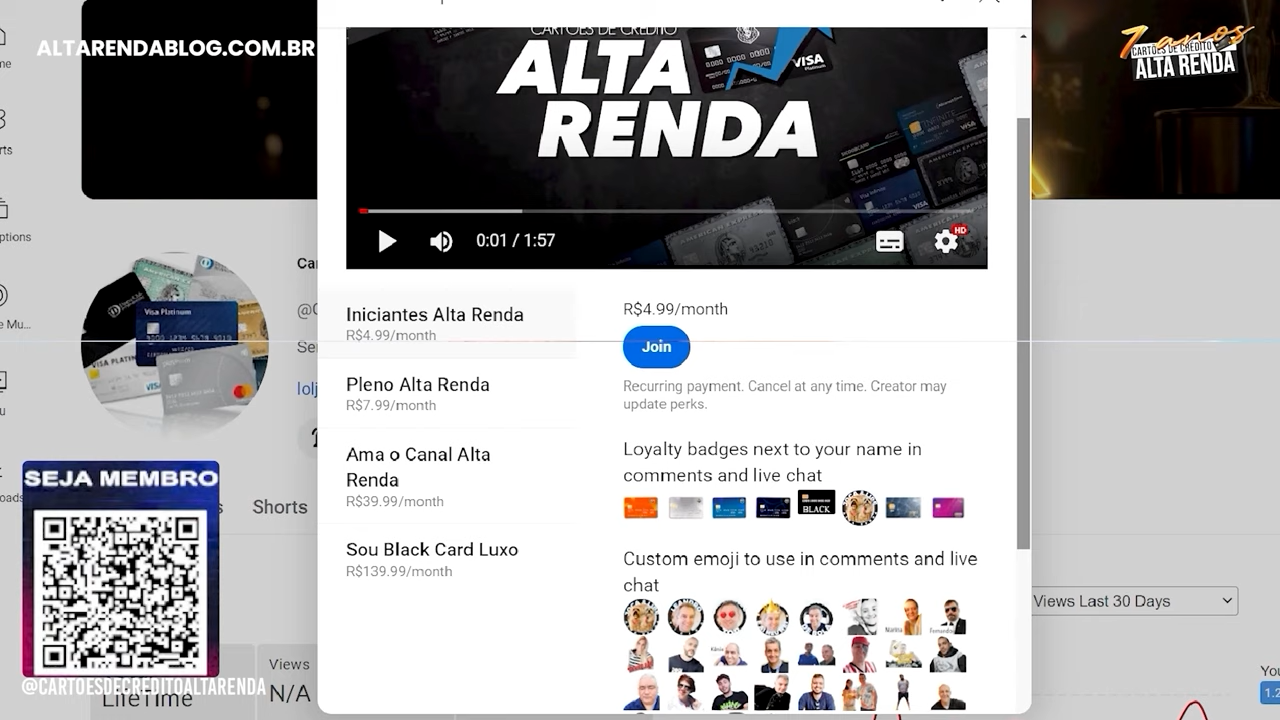 ALTARENDABLOG.COM.BR
7 anos
CARTÕES DE CRÉDITO
ALTA RENDA
CARTÕES DE CRÉDITO
ALTA
RENDA
VISA
Platinum
0:01 / 1:57
HD
Iniciantes Alta Renda
R$4.99/month
Pleno Alta Renda
R$7.99/month
Ama o Canal Alta
Renda
R$39.99/month
Sou Black Card Luxo
R$139.99/month
R$4.99/month
Join
Recurring payment. Cancel at any time. Creator may
update perks.
Loyalty badges next to your name in
comments and live chat
BLACK
Custom emoji to use in comments and live
chat
Visa Platinum
SEJA MEMBRO
Shorts
Views
N/A
LifeTime
@CARTOESDECREDITOALTARENDA
Views Last 30 Days